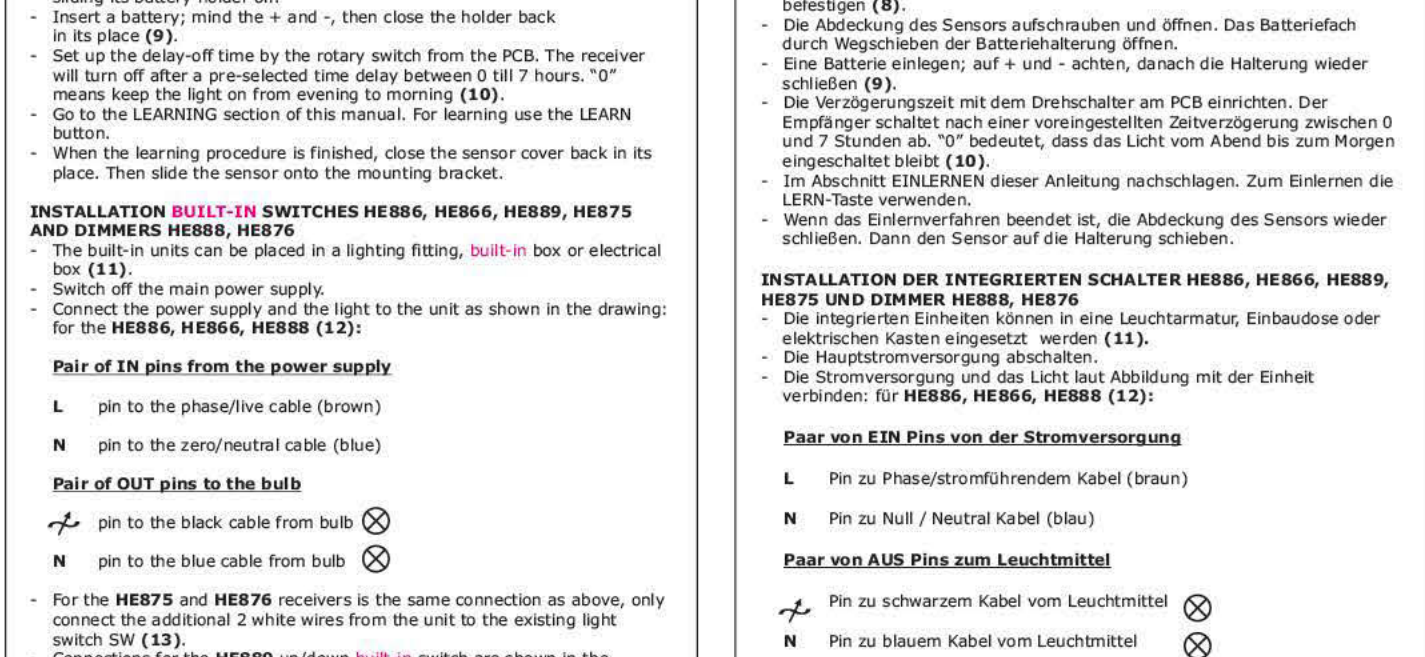 sliding its battery holder off.
- Insert a battery; mind the + and -, then close the holder back
in its place (9).
- Set up the delay-off time by the rotary switch from the PCB. The receiver
will turn off after a pre-selected time delay between 0 till 7 hours. "0"
means keep the light on from evening to morning (10).
- Go to the LEARNING section of this manual. For learning use the LEARN
button.
- When the learning procedure is finished, close the sensor cover back in its
place. Then slide the sensor onto the mounting bracket.
INSTALLATION BUILT-IN SWITCHES HE886, HE866, HE889, HE875
AND DIMMERS HE888, HE876
- The built-in units can be placed in a lighting fitting, built-in box or electrical
box (11).
- Switch off the main power supply.
- Connect the power supply and the light to the unit as shown in the drawing:
for the HE886, HE866, HE888 (12):
Pair of IN pins from the power supply
L pin to the phase/live cable (brown)
N pin to the zero/neutral cable (blue)
Pair of OUT pins to the bulb
pin to the black cable from bulb
N pin to the blue cable from bulb
- For the HE875 and HE876 receivers is the same connection as above, only
connect the additional 2 white wires from the unit to the existing light
switch SW (13).
- Connections for the HE889 up/down built-in switch are shown in the
befestigen (8).
- Die Abdeckung des Sensors aufschrauben und öffnen. Das Batteriefach
durch Wegschieben der Batteriehalterung öffnen.
- Eine Batterie einlegen; auf + und - achten, danach die Halterung wieder
schließen (9).
- Die Verzögerungszeit mit dem Drehschalter am PCB einrichten. Der
Empfänger schaltet nach einer voreingestellten Zeitverzögerung zwischen 0
und 7 Stunden ab. "0" bedeutet, dass das Licht vom Abend bis zum Morgen
eingeschaltet bleibt (10).
- Im Abschnitt EINLERNEN dieser Anleitung nachschlagen. Zum Einlernen die
LERN-Taste verwenden.
- Wenn das Einlernverfahren beendet ist, die Abdeckung des Sensors wieder
schließen. Dann den Sensor auf die Halterung schieben.
INSTALLATION DER INTEGRIERTEN SCHALTER HE886, HE866, HE889,
HE875 UND DIMMER HE888, HE876
- Die integrierten Einheiten können in eine Leuchtarmatur, Einbaudose oder
elektrischen Kasten eingesetzt werden (11).
- Die Hauptstromversorgung abschalten.
- Die Stromversorgung und das Licht laut Abbildung mit der Einheit
verbinden: für HE886, HE866, HE888 (12):
Paar von EIN Pins von der Stromversorgung
L Pin zu Phase/stromführendem Kabel (braun)
N Pin zu Null / Neutral Kabel (blau)
Paar von AUS Pins zum Leuchtmittel
Pin zu schwarzem Kabel vom Leuchtmittel
N Pin zu blauem Kabel vom Leuchtmittel